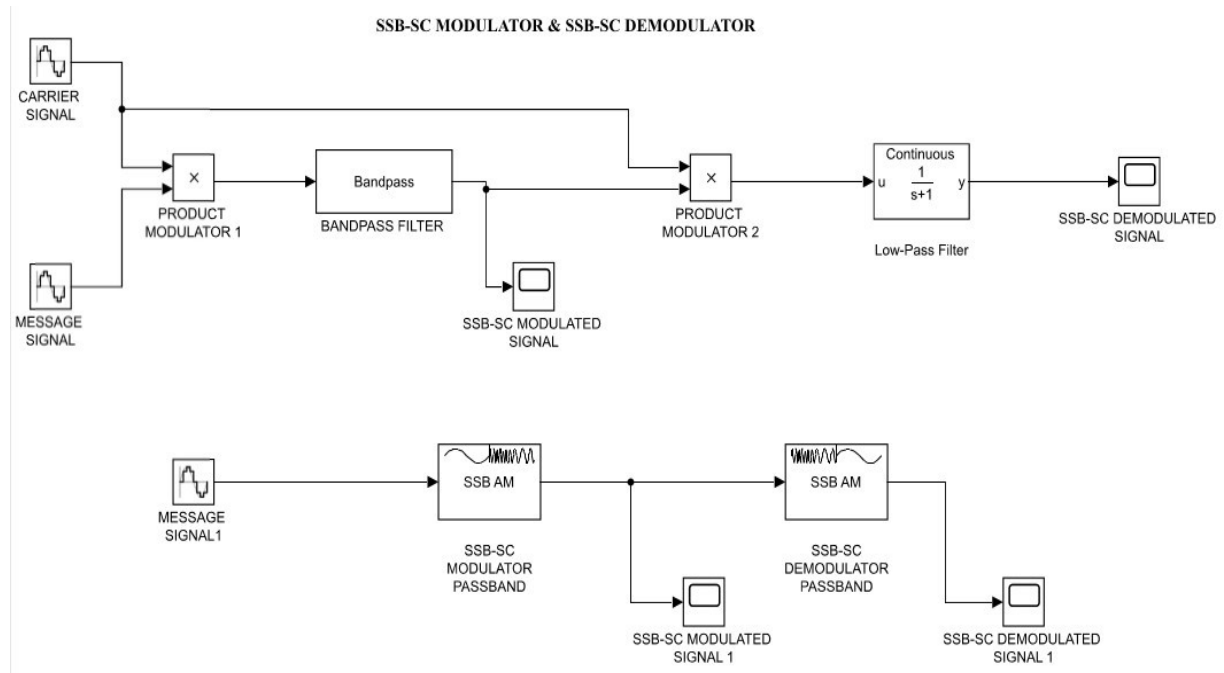 SSB-SC MODULATOR & SSB-SC DEMODULATOR
CARRIER
SIGNAL
MESSAGE
SIGNAL
×
PRODUCT
MODULATOR 1
Bandpass
BANDPASS FILTER
SSB-SC MODULATED
SIGNAL
×
PRODUCT
MODULATOR 2
Continuous
u 1 y
s+1
Low-Pass Filter
SSB-SC DEMODULATED
SIGNAL
MESSAGE
SIGNAL1
SSB AM
SSB-SC
MODULATOR
PASSBAND
SSB-SC MODULATED
SIGNAL 1
SSB AM
SSB-SC
DEMODULATOR
PASSBAND
SSB-SC DEMODULATED
SIGNAL 1